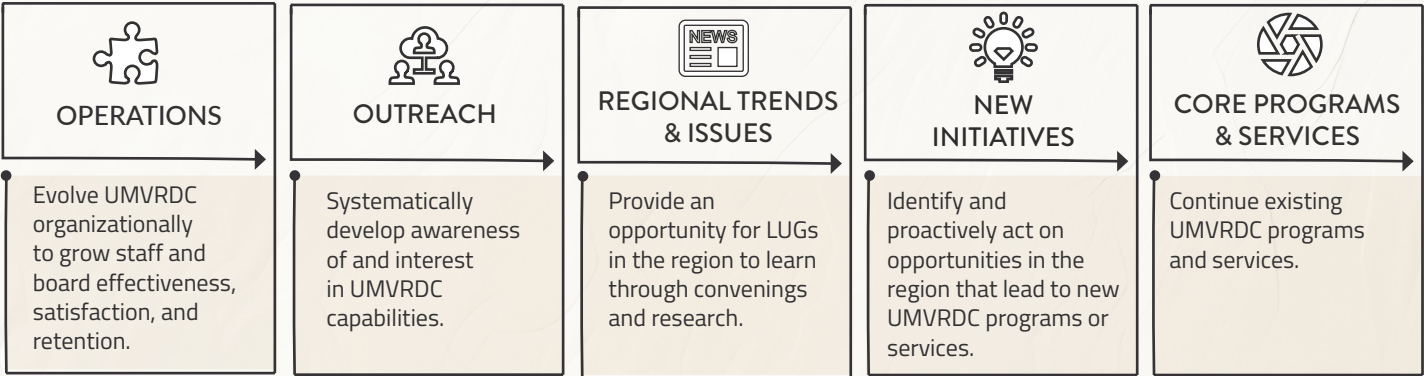 OPERATIONS
Evolve UMVRDC
organizationally
to grow staff and
board effectiveness,
satisfaction, and
retention.
OUTREACH
Systematically
develop awareness
of and interest
in UMVRDC
capabilities.
NEWS
REGIONAL TRENDS
& ISSUES
Provide an
opportunity for LUGs
in the region to learn
through convenings
and research.
NEW
INITIATIVES
Identify and
proactively act on
opportunities in the
region that lead to new
UMVRDC programs or
services.
CORE PROGRAMS
& SERVICES
Continue existing
UMVRDC programs
and services.